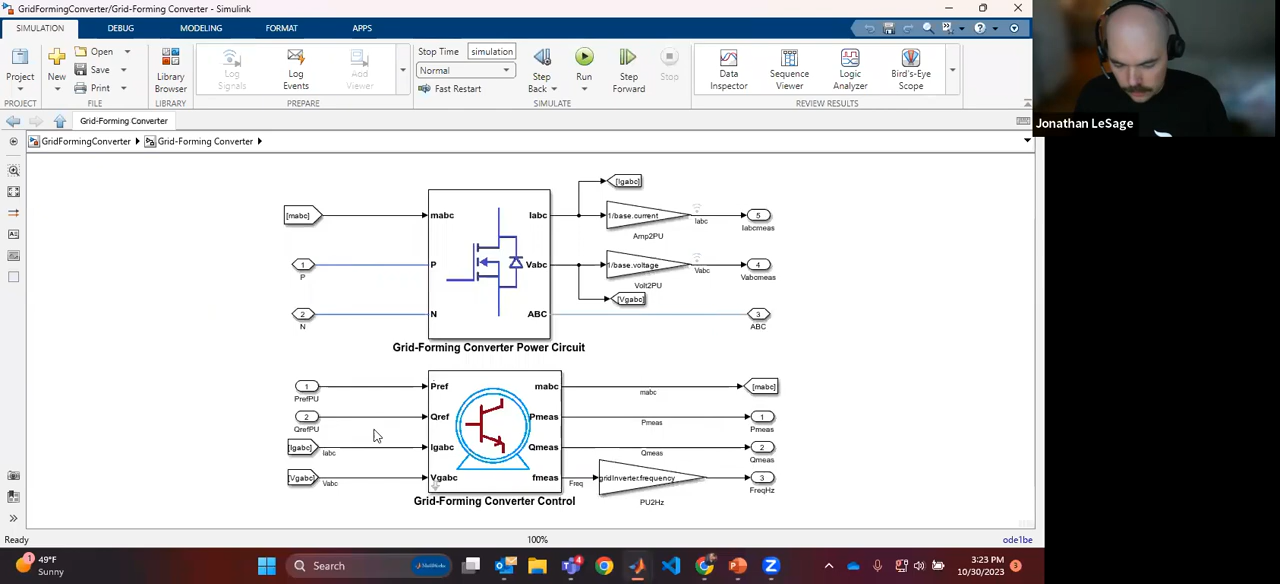 GridFormingConverter/Grid-Forming Converter - Simulink
SIMULATION
DEBUG
MODELING
FORMAT
APPS
Project
New
Open
Save
Print
Library
Browser
Log
Signals
Log
Events
Add
Viewer
Stop Time
simulation
Normal
Fast Restart
Step
Back
Run
Step
Forward
Stop
Data
Inspector
Sequence
Viewer
Logic
Analyzer
Bird's-Eye
Scope
PROJECT
FILE
LIBRARY
PREPARE
SIMULATE
REVIEW RESULTS
Jonathan LeSage
Grid-Forming Converter
GridFormingConverter
Grid-Forming Converter
[mabc]
mabc
Iabc
[Igabc]
1/base.current
Iabc
5
Iabcmeas
Amp2PU
1
P
P
Vabc
1/base.voltage
Vabc
4
Vabcmeas
Volt2PU
[Vgabc]
2
N
N
ABC
3
ABC
Grid-Forming Converter Power Circuit
1
PrefPU
Pref
mabc
mabc
[mabc]
2
QrefPU
Qref
Pmeas
Pmeas
1
Pmeas
[Igabc]
Iabc
Igabc
Qmeas
Qmeas
2
Qmeas
[Vgabc]
Vabc
Vgabc
fmeas
Freq
gridInverter.frequency
3
FreqHz
PU2Hz
Grid-Forming Converter Control
Ready
100%
ode1be
1
49°F
Sunny
Search
MathWorks
3:23 PM
10/30/2023
3